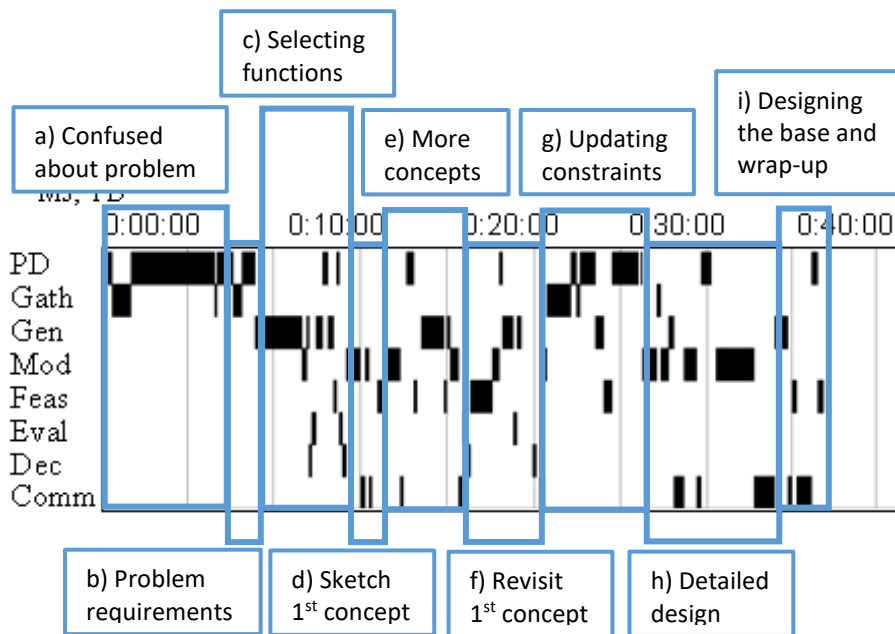 c) Selecting
functions
a) Confused
about problem
e) More
concepts
g) Updating
constraints
i) Designing
the base and
wrap-up
0:00:00 0:10:00 0:20:00 0:30:00 0:40:00
PD
Gath
Gen
Mod
Feas
Eval
Dec
Comm
b) Problem
requirements
d) Sketch
1st concept
f) Revisit
1st concept
h) Detailed
design